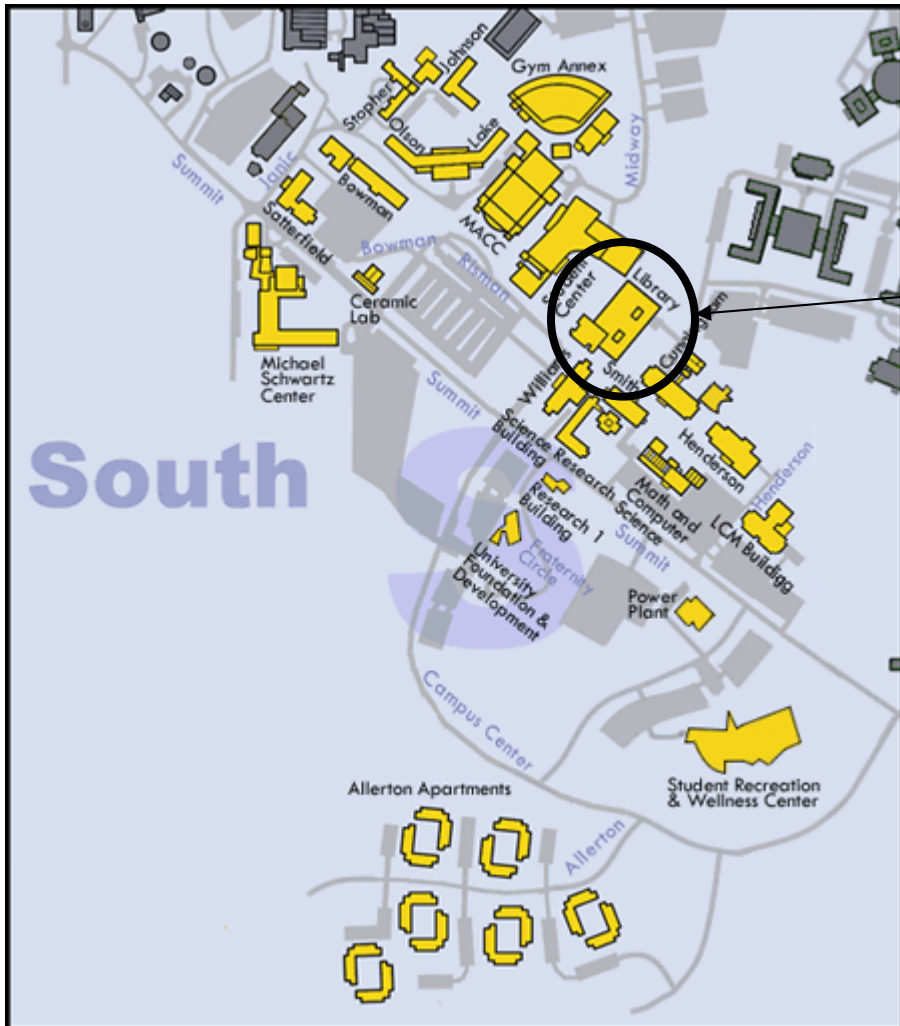 Johnson
Gym Annex
Stopher
Olson
Lake
Midway
Summit
Janic
Bowman
Satterfield
MACC
Bowman
Risman
Student
Center
Library
Ceramic
Lab
Cunningham
Michael
Schwartz
Center
Summit
Williams
Smith
Science Research
Building
Henderson
Henderson
Math and
Computer
Science
Research 1
Building
LCM Buildigg
Summit
South
S
University
Foundation &
Development
Fraternity
Circle
Power
Plant
Campus Center
Student Recreation
& Wellness Center
Allerton Apartments
Allerton